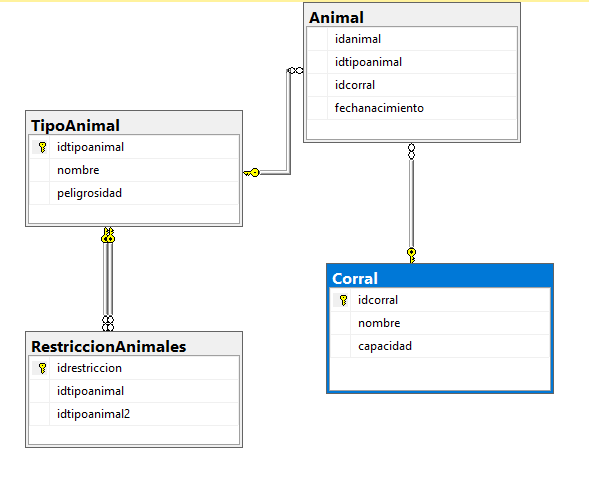 Animal
idanimal
idtipoanimal
idcorral
fechanacimiento
TipoAnimal
idtipoanimal
nombre
peligrosidad
Corral
idcorral
nombre
capacidad
RestriccionAnimales
idrestriccion
idtipoanimal
idtipoanimal2